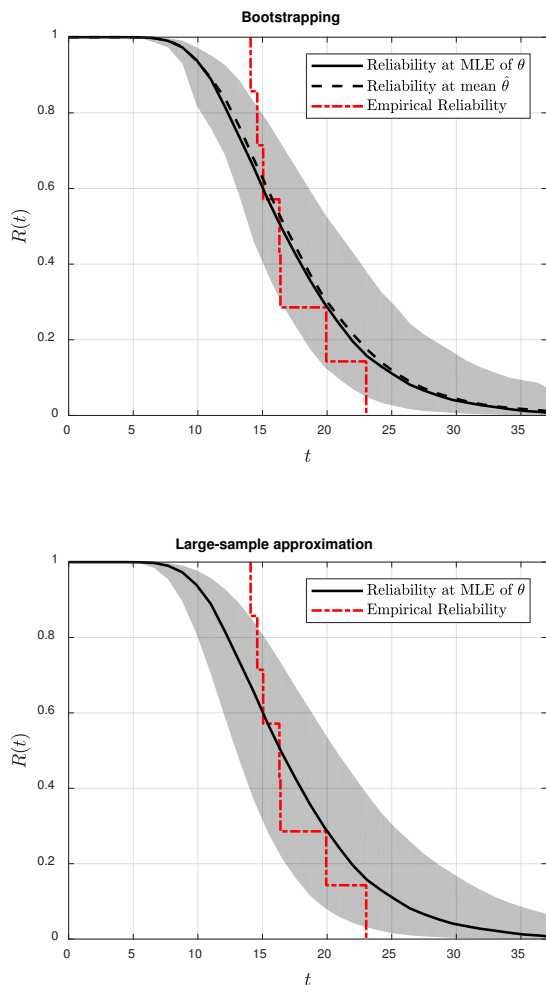 Bootstrapping
1
0.8
0.6
0.4
0.2
0
R(t)
Reliability at MLE of θ
Reliability at mean θ̂
Empirical Reliability
0 5 10 15 20 25 30 35
t
Large-sample approximation
1
0.8
0.6
0.4
0.2
0
R(t)
Reliability at MLE of θ
Empirical Reliability
0 5 10 15 20 25 30 35
t